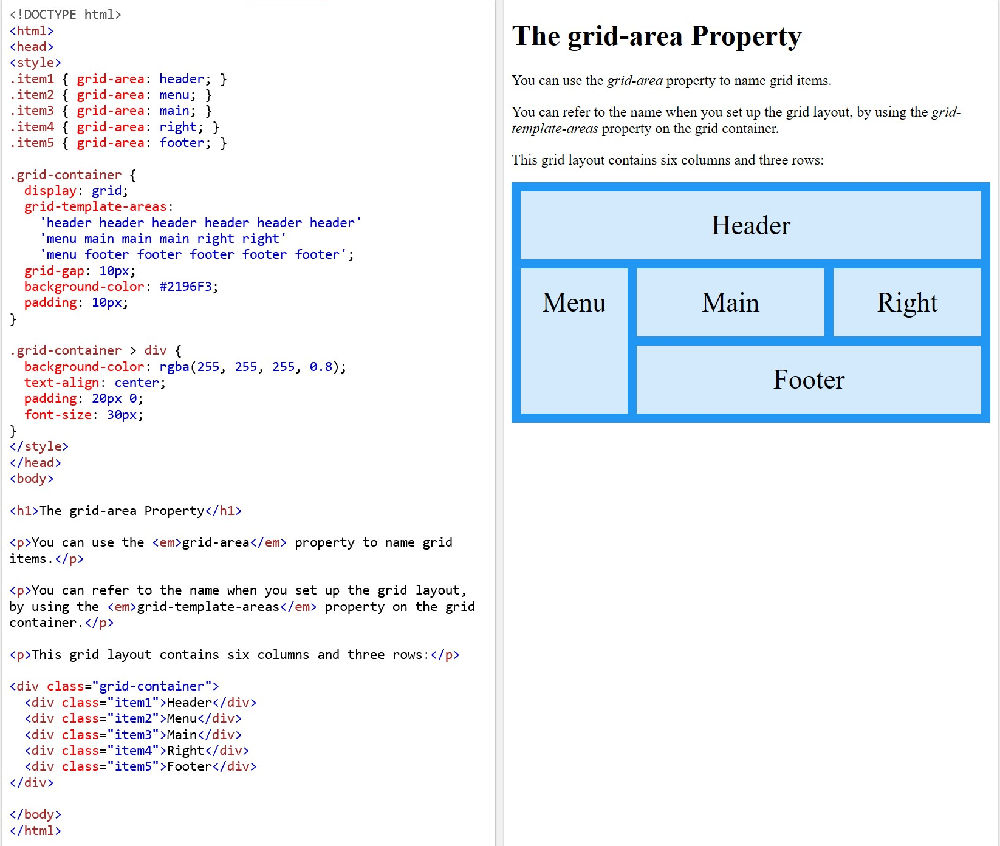 <!DOCTYPE html>
<html>
<head>
<style>
.item1 { grid-area: header; }
.item2 { grid-area: menu; }
.item3 { grid-area: main; }
.item4 { grid-area: right; }
.item5 { grid-area: footer; }
.grid-container {
  display: grid;
  grid-template-areas:
    'header header header header header header'
    'menu main main main right right'
    'menu footer footer footer footer footer';
  grid-gap: 10px;
  background-color: #2196F3;
  padding: 10px;
}
.grid-container > div {
  background-color: rgba(255, 255, 255, 0.8);
  text-align: center;
  padding: 20px 0;
  font-size: 30px;
}
</style>
</head>
<body>
<h1>The grid-area Property</h1>
<p>You can use the <em>grid-area</em> property to name grid
items.</p>
<p>You can refer to the name when you set up the grid layout,
by using the <em>grid-template-areas</em> property on the grid
container.</p>
<p>This grid layout contains six columns and three rows:</p>
<div class="grid-container">
  <div class="item1">Header</div>
  <div class="item2">Menu</div>
  <div class="item3">Main</div>
  <div class="item4">Right</div>
  <div class="item5">Footer</div>
</div>
</body>
</html>
The grid-area Property
You can use the grid-area property to name grid items.
You can refer to the name when you set up the grid layout, by using the grid-
template-areas property on the grid container.
This grid layout contains six columns and three rows:
Header
Menu Main Right
Footer